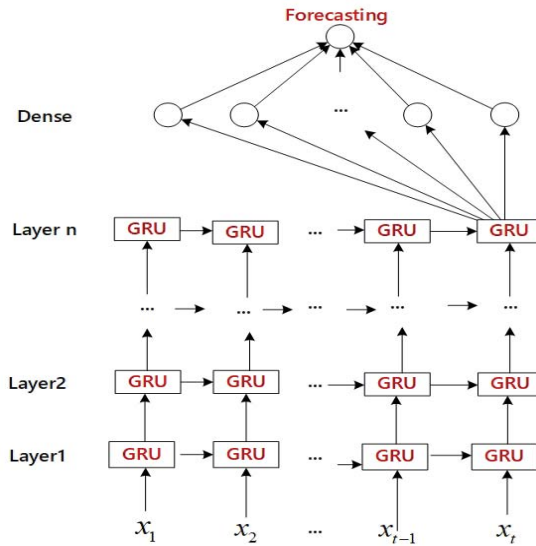 Forecasting
Dense ...
Layer n GRU GRU ... GRU GRU
... ... ... ... ...
Layer2 GRU GRU ... GRU GRU
Layer1 GRU GRU ... GRU GRU
x₁ x₂ ... xₜ₋₁ xₜ